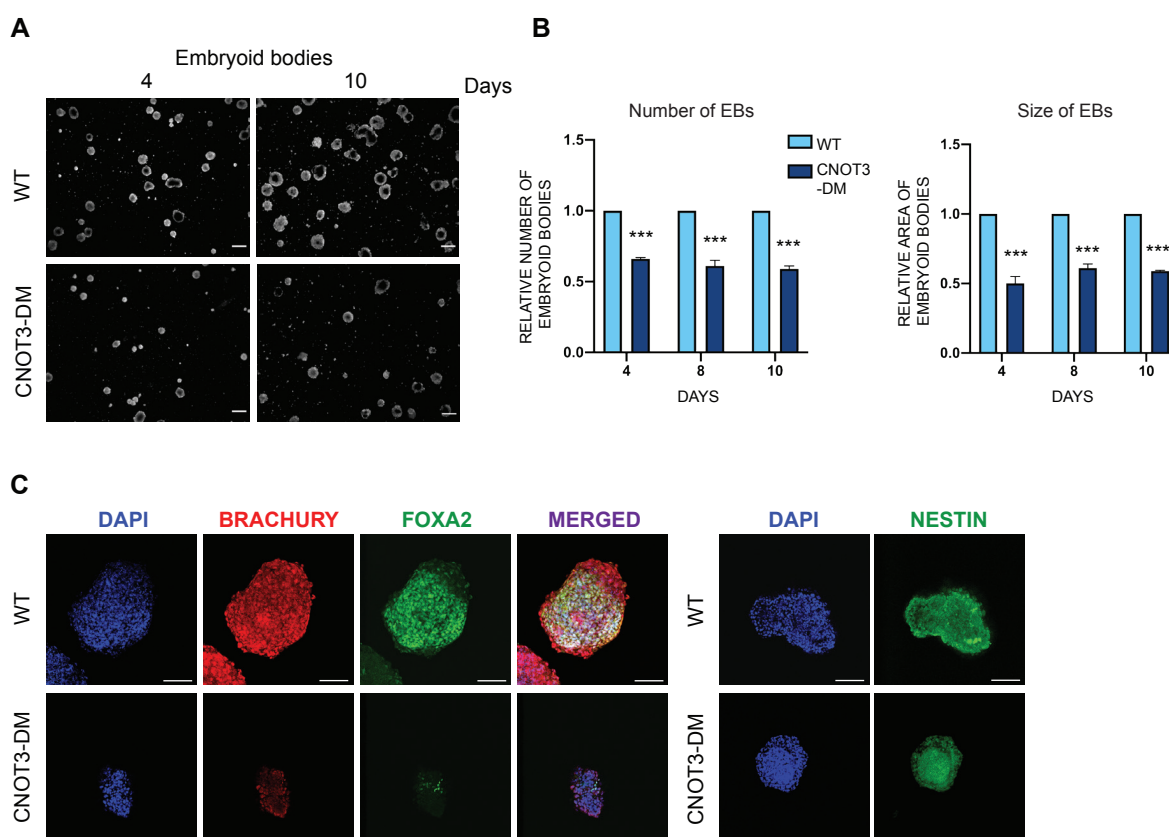 A
Embryoid bodies
4 10 Days
WT
CNOT3-DM
B
Number of EBs
RELATIVE NUMBER OF
EMBRYOID BODIES
1.5
1.0
0.5
0.0
*** *** ***
4 8 10
DAYS
WT
CNOT3
-DM
Size of EBs
RELATIVE AREA OF
EMBRYOID BODIES
1.5
1.0
0.5
0.0
*** *** ***
4 8 10
DAYS
C
DAPI BRACHURY FOXA2 MERGED
WT
CNOT3-DM
DAPI NESTIN
WT
CNOT3-DM